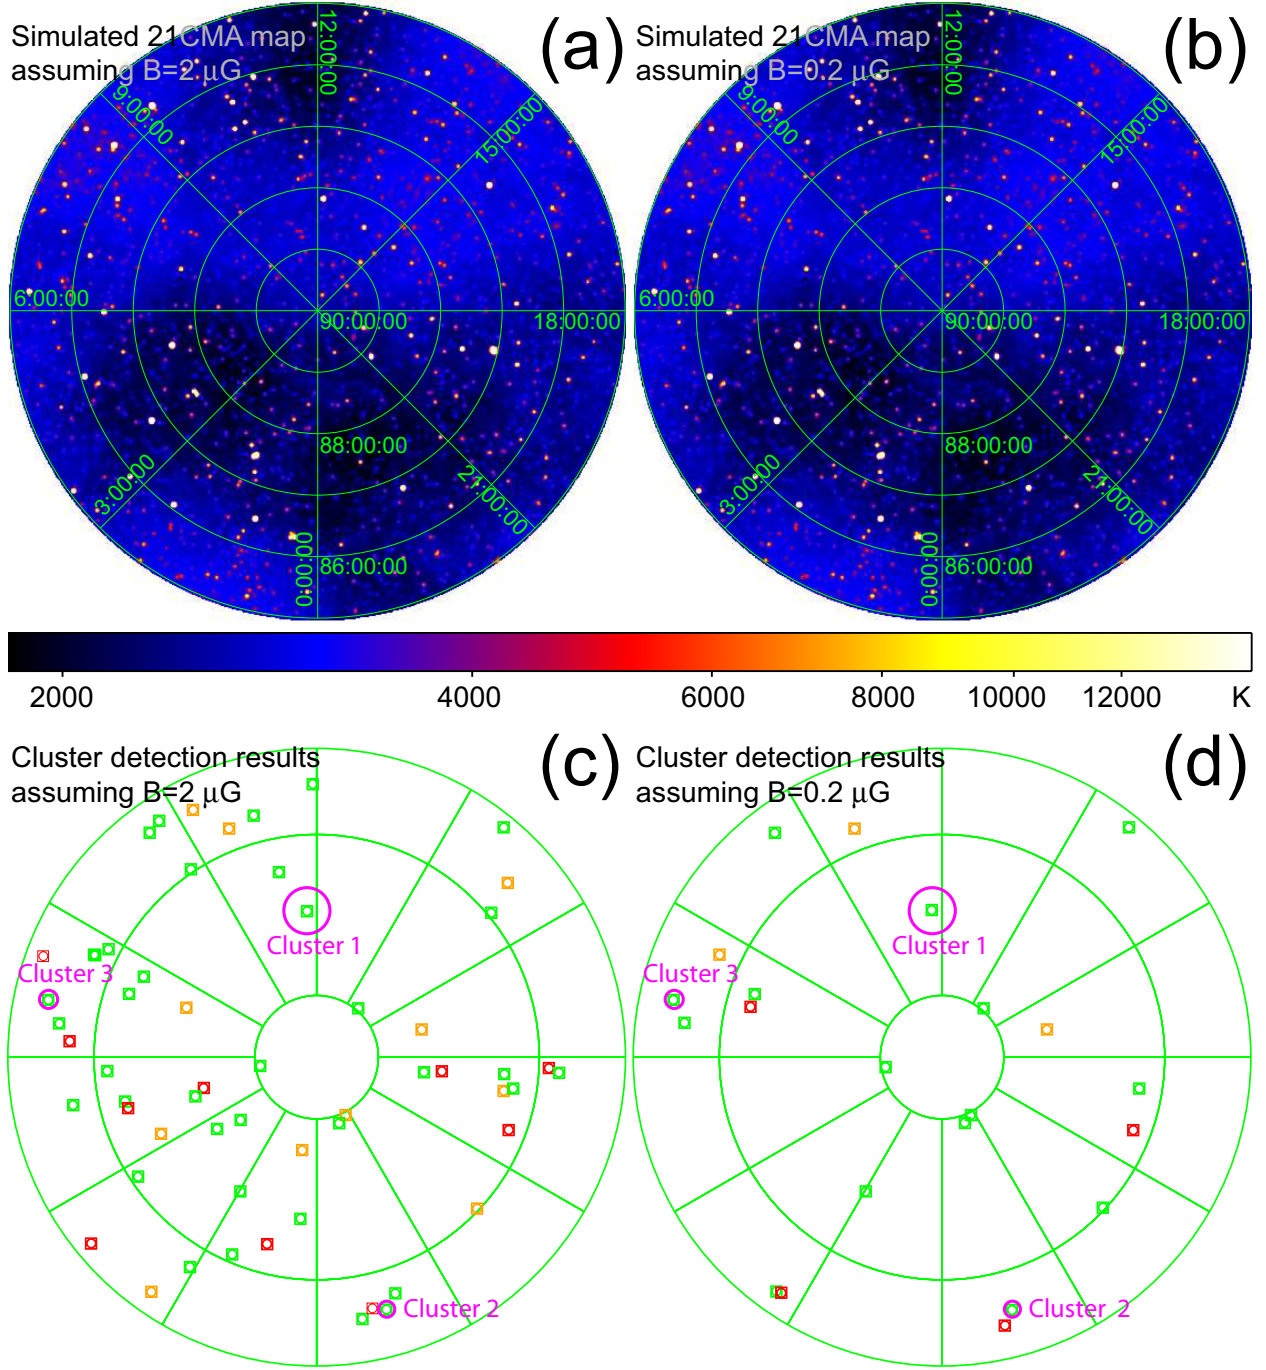 Simulated 21CMA map
assuming B=2 μG
(a)
12:00:00
9:00:00
15:00:00
6:00:00
90:00:00
18:00:00
88:00:00
3:00:00
21:00:00
00:00:00
86:00:00
Simulated 21CMA map
assuming B=0.2 μG
(b)
12:00:00
9:00:00
15:00:00
6:00:00
90:00:00
18:00:00
88:00:00
3:00:00
21:00:00
00:00:00
86:00:00
2000 4000 6000 8000 10000 12000 K
Cluster detection results
assuming B=2 μG
(c)
Cluster 1
Cluster 3
Cluster 2
Cluster detection results
assuming B=0.2 μG
(d)
Cluster 1
Cluster 3
Cluster 2